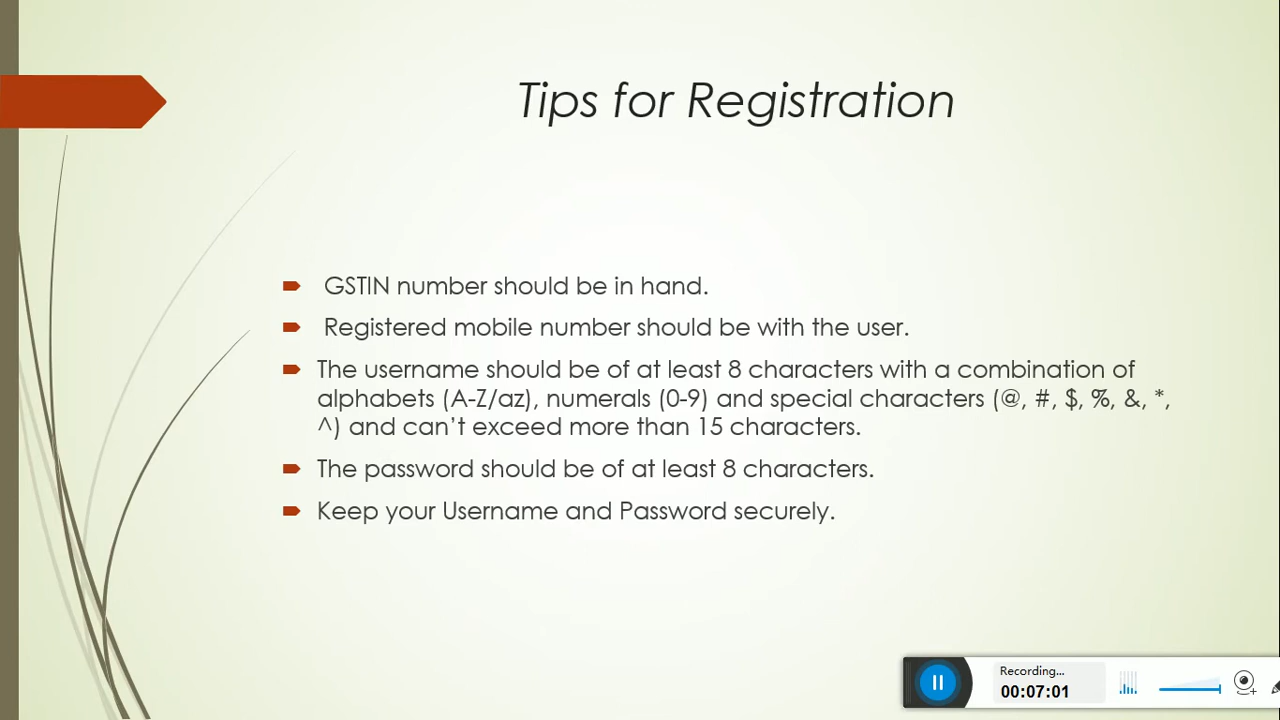 Tips for Registration
GSTIN number should be in hand.
Registered mobile number should be with the user.
The username should be of at least 8 characters with a combination of
alphabets (A-Z/az), numerals (0-9) and special characters (@, #, $, %, &, *,
^) and can’t exceed more than 15 characters.
The password should be of at least 8 characters.
Keep your Username and Password securely.
Recording...
00:07:01